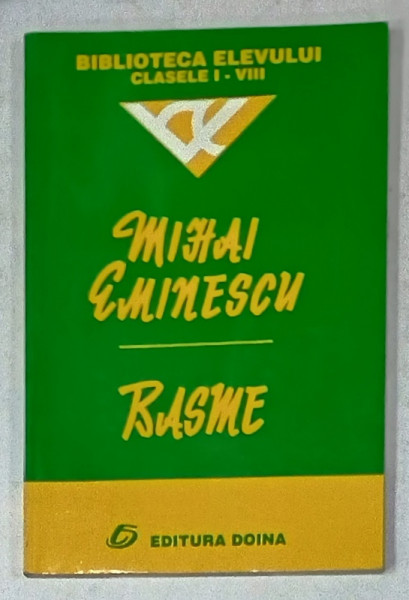 BIBLIOTECA ELEVULUI
CLASELE I - VIII
MIHAI
EMINESCU
BASME
EDITURA DOINA